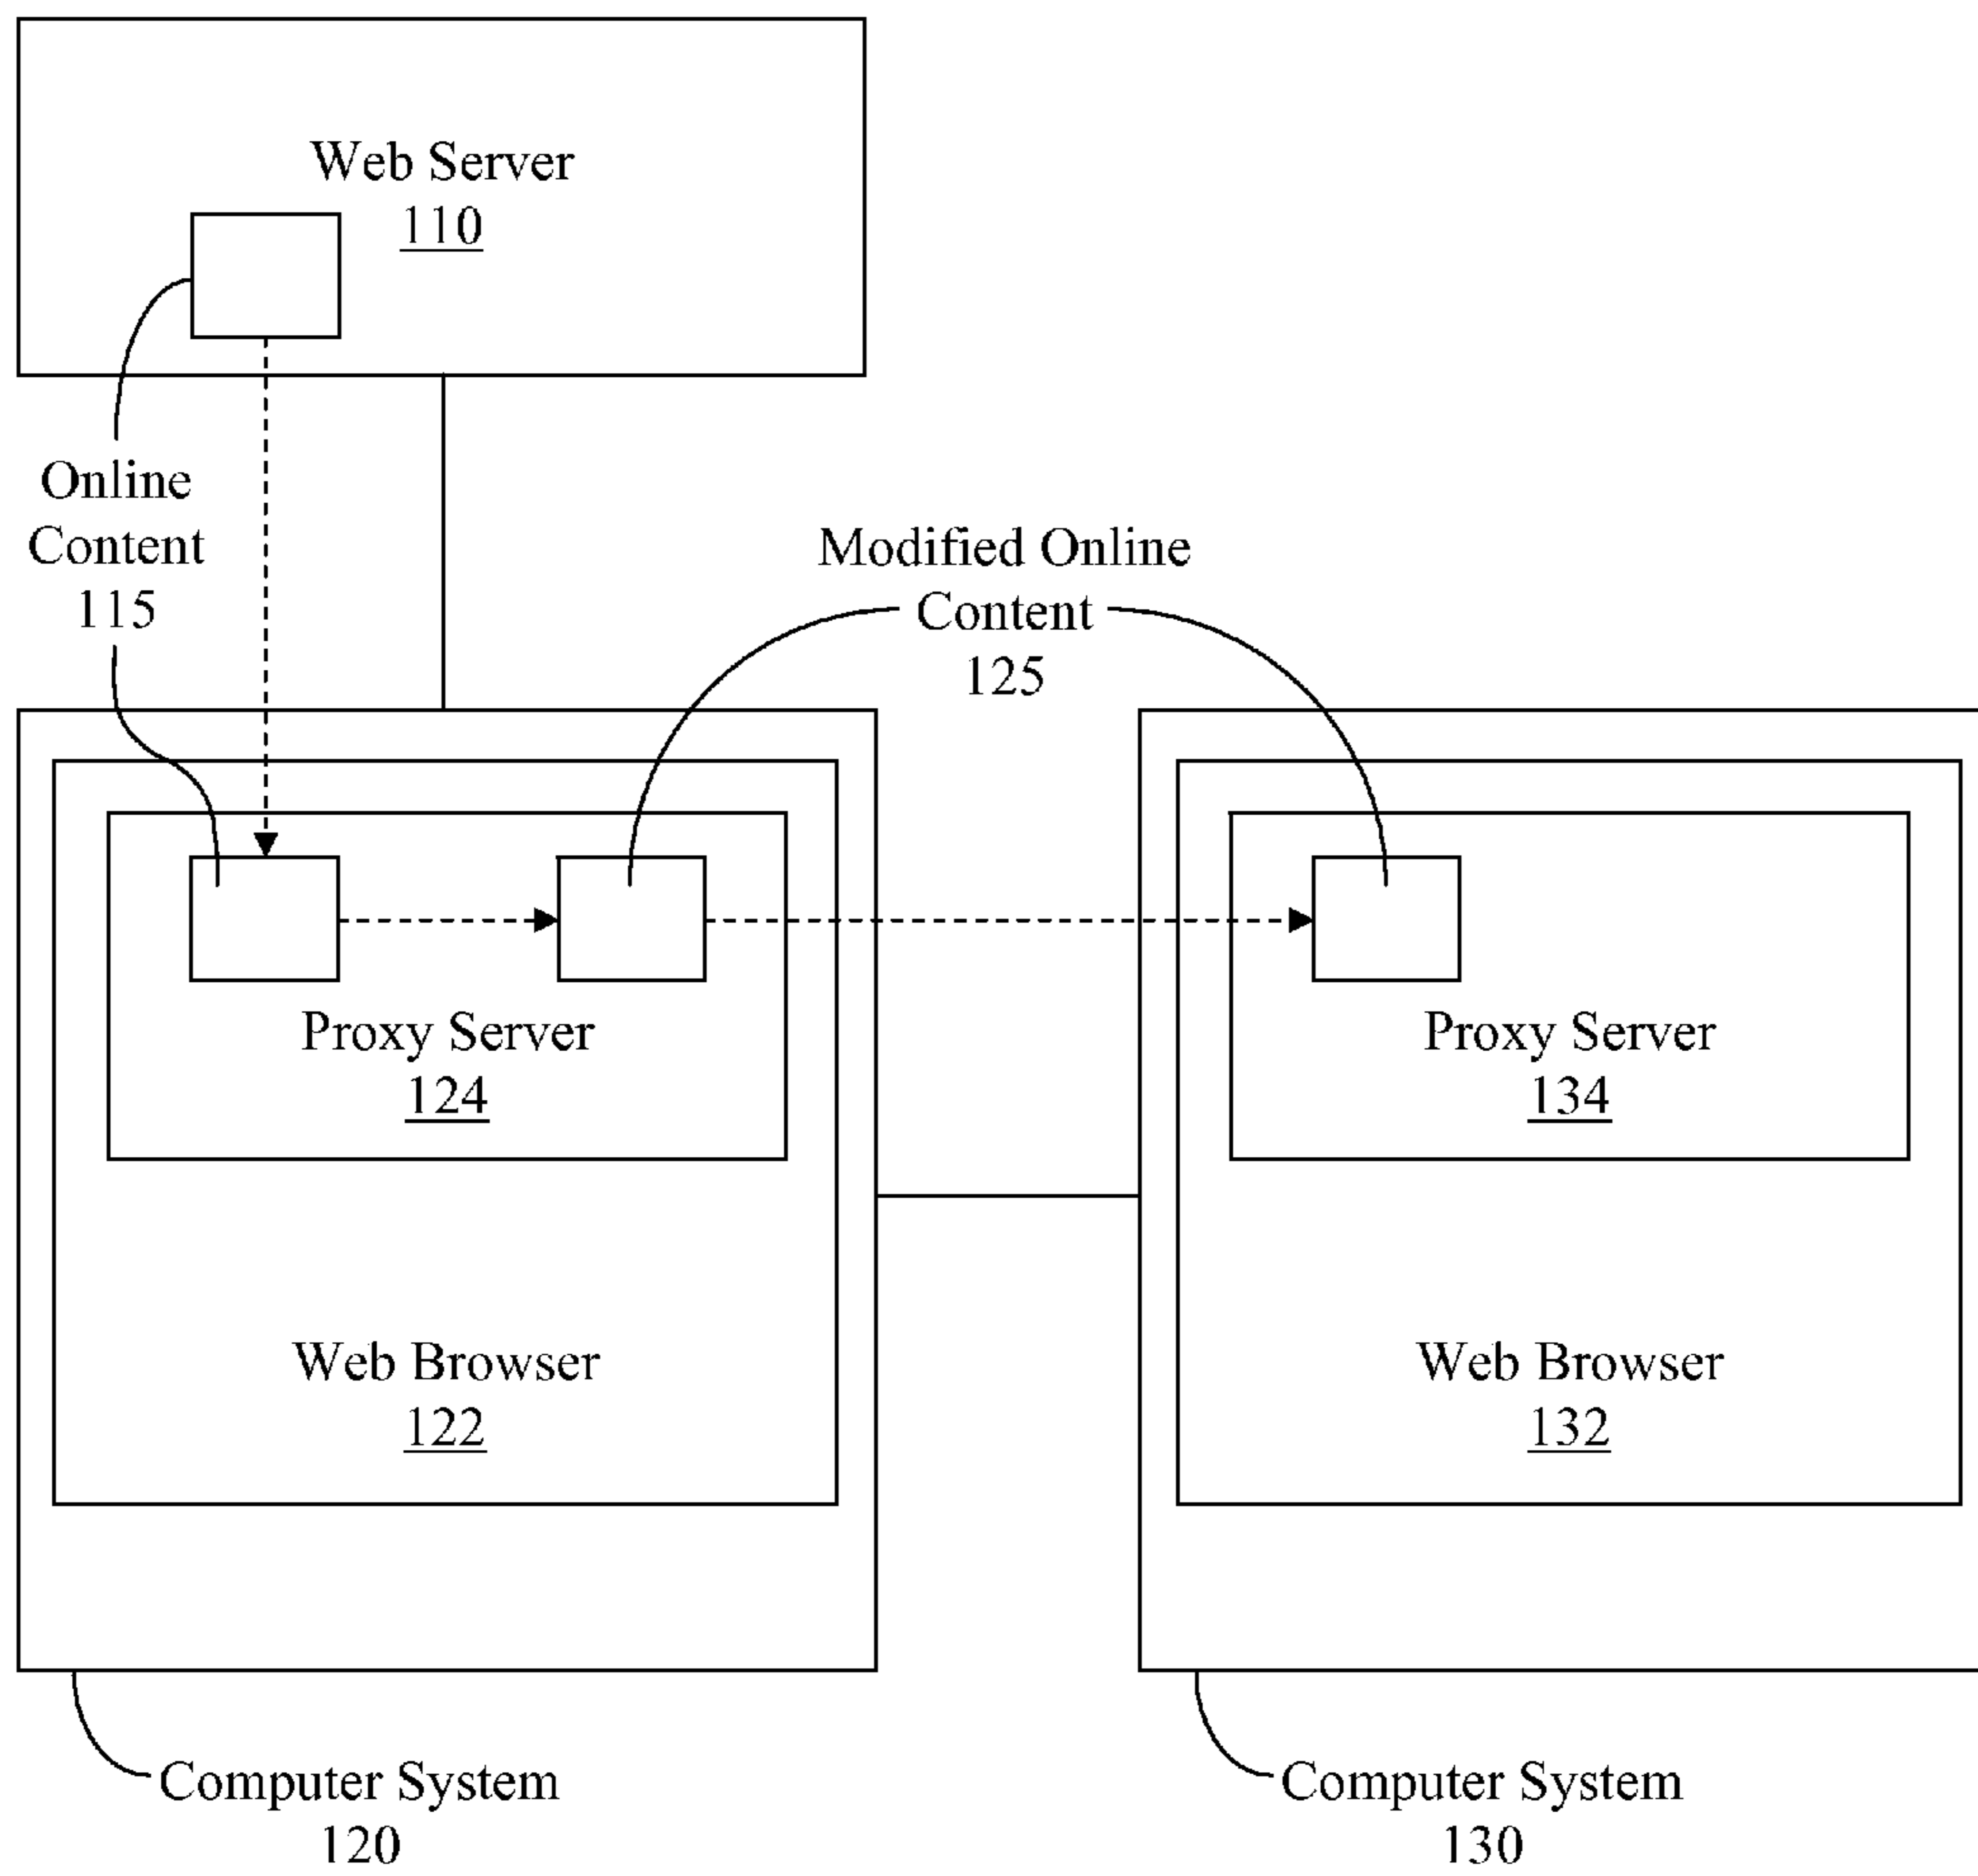 Web Server
110
Online
Content
115
Modified Online
Content
125
Proxy Server
124
Proxy Server
134
Web Browser
122
Web Browser
132
Computer System
120
Computer System
130